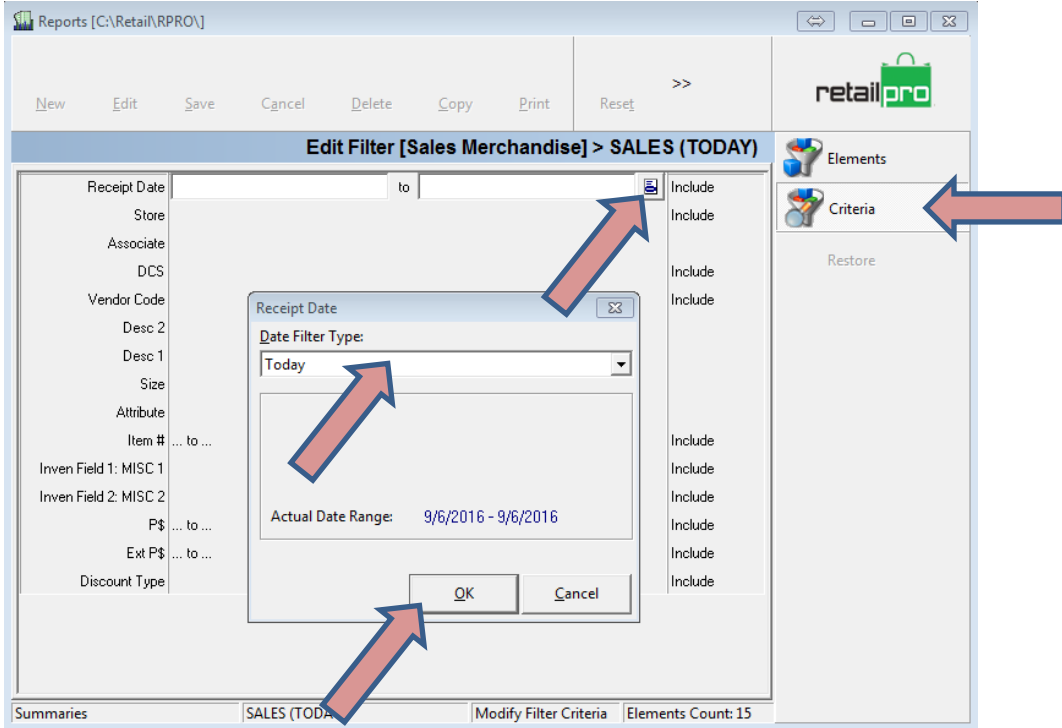 Reports [C:\Retail\RPRO\]
New Edit Save Cancel Delete Copy Print Reset >>
retail pro
Edit Filter [Sales Merchandise] > SALES (TODAY)
Elements
Criteria
Restore
Receipt Date to Include
Store Include
Associate
DCS Include
Vendor Code Include
Desc 2
Desc 1
Size
Attribute
Item # ... to ... Include
Inven Field 1: MISC 1 Include
Inven Field 2: MISC 2 Include
P$ ... to ... Include
Ext P$ ... to ... Include
Discount Type Include
Receipt Date
Date Filter Type:
Today
Actual Date Range: 9/6/2016 - 9/6/2016
OK Cancel
Summaries SALES (TODA Modify Filter Criteria Elements Count: 15